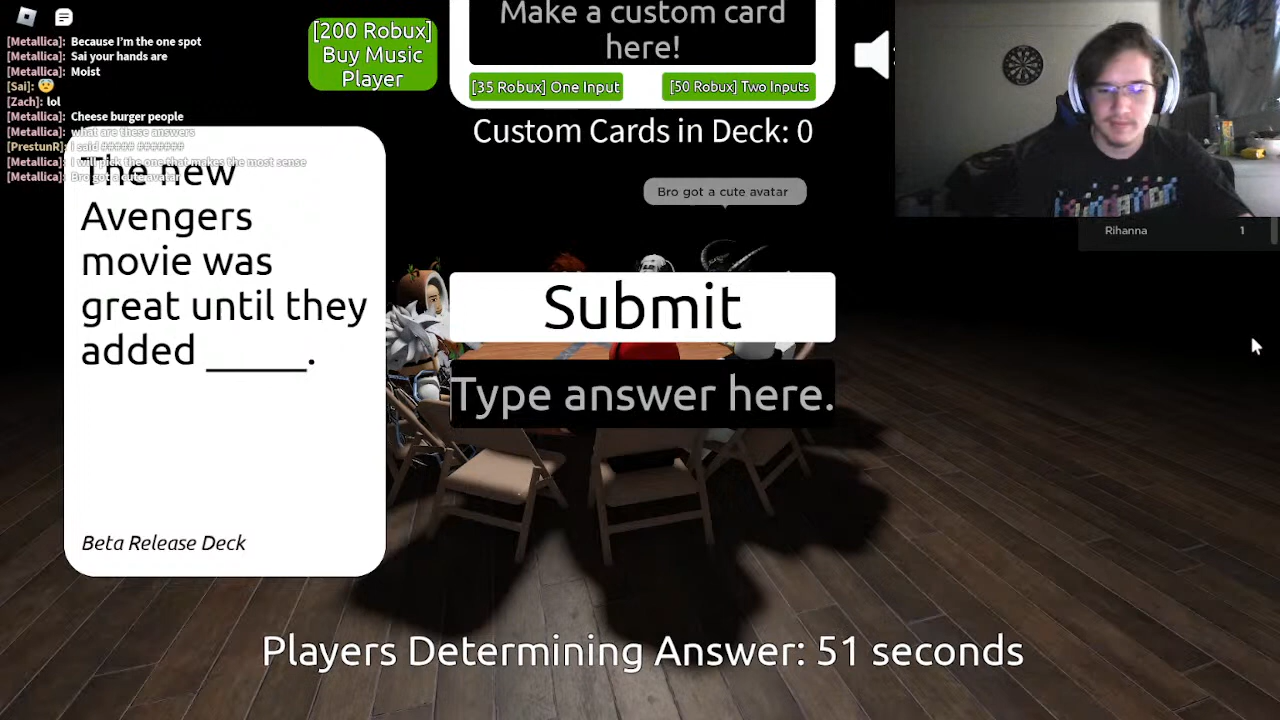 [Metallica]: Because I'm the one spot
[Metallica]: Sai your hands are
[Metallica]: Moist
[Sai]: 😨
[Zach]: lol
[Metallica]: Cheese burger people
[Metallica]: what are these answers
[PrestunR]: I said ##### #######
[Metallica]: I will pick the one that makes the most sense
[Metallica]: Bro got a cute avatar
[200 Robux]
Buy Music
Player
Make a custom card
here!
[35 Robux] One Input
[50 Robux] Two Inputs
Custom Cards in Deck: 0
Bro got a cute avatar
Rihanna 1
The new
Avengers
movie was
great until they
added _____.
Beta Release Deck
Submit
Type answer here.
Players Determining Answer: 51 seconds